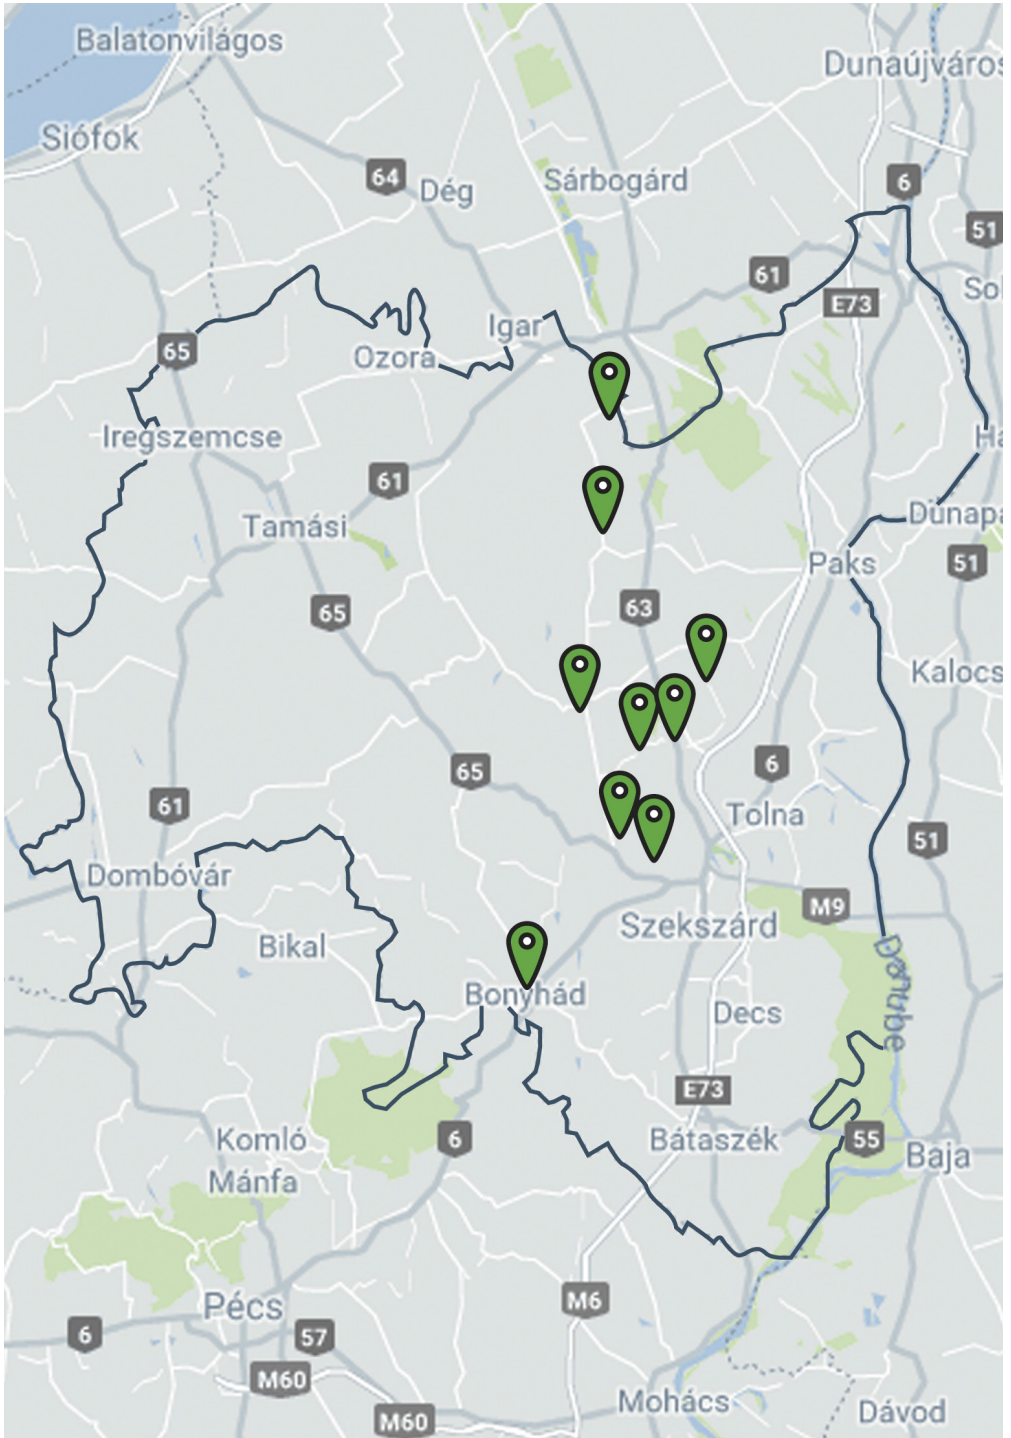 Balatonvilágos
Dunaújváros
Siófok
64
Dég
Sárbogárd
6
51
61
Sol
E73
Igar
65
Ozora
Iregszemcse
Ha
61
Tamási
Dunapa
Paks
51
65
63
Kalocs
65
6
61
Tolna
51
Dombóvár
M9
Szekszárd
Bikal
Danube
Bonyhád
Decs
E73
Komló
6
Bátaszék
55
Baja
Mánfa
Pécs
M6
6
57
M60
Mohács
M60
Dávod